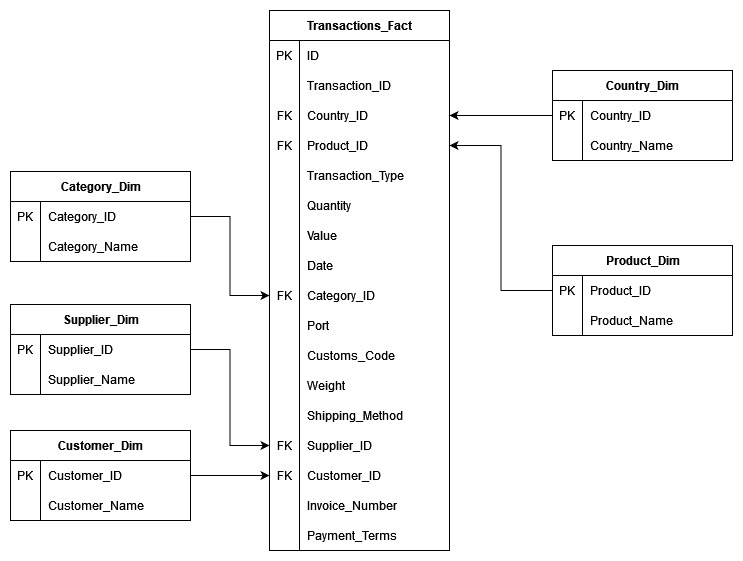 Transactions_Fact
PK ID
Transaction_ID
FK Country_ID
FK Product_ID
Transaction_Type
Quantity
Value
Date
FK Category_ID
Port
Customs_Code
Weight
Shipping_Method
FK Supplier_ID
FK Customer_ID
Invoice_Number
Payment_Terms
Country_Dim
PK Country_ID
Country_Name
Category_Dim
PK Category_ID
Category_Name
Product_Dim
PK Product_ID
Product_Name
Supplier_Dim
PK Supplier_ID
Supplier_Name
Customer_Dim
PK Customer_ID
Customer_Name